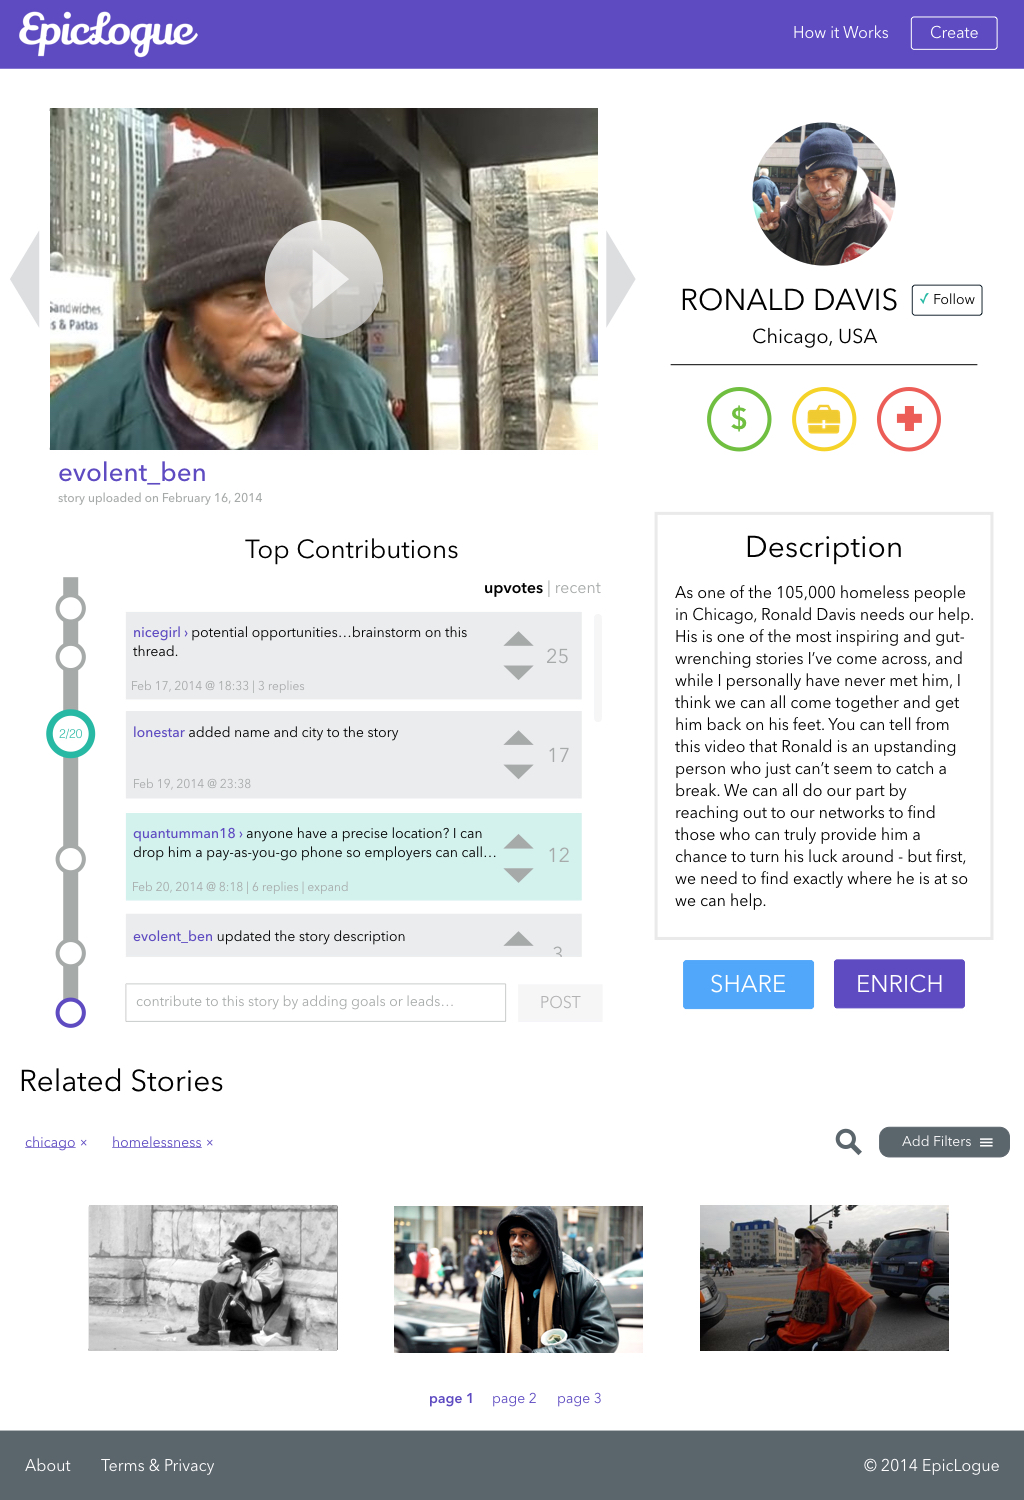 EpicLogue
How it Works
Create
Sandwiches,
s & Pastas
RONALD DAVIS
✓ Follow
Chicago, USA
$
evolent_ben
story uploaded on February 16, 2014
Top Contributions
upvotes | recent
nicegirl › potential opportunities...brainstorm on this
thread.
25
Feb 17, 2014 @ 18:33 | 3 replies
2/20
lonestar added name and city to the story
17
Feb 19, 2014 @ 23:38
quantumman18 › anyone have a precise location? I can
drop him a pay-as-you-go phone so employers can call...
12
Feb 20, 2014 @ 8:18 | 6 replies | expand
evolent_ben updated the story description
3
contribute to this story by adding goals or leads...
POST
Description
As one of the 105,000 homeless people
in Chicago, Ronald Davis needs our help.
His is one of the most inspiring and gut-
wrenching stories I've come across, and
while I personally have never met him, I
think we can all come together and get
him back on his feet. You can tell from
this video that Ronald is an upstanding
person who just can't seem to catch a
break. We can all do our part by
reaching out to our networks to find
those who can truly provide him a
chance to turn his luck around - but first,
we need to find exactly where he is at so
we can help.
SHARE
ENRICH
Related Stories
chicago ×
homelessness ×
Add Filters
page 1
page 2
page 3
About
Terms & Privacy
© 2014 EpicLogue